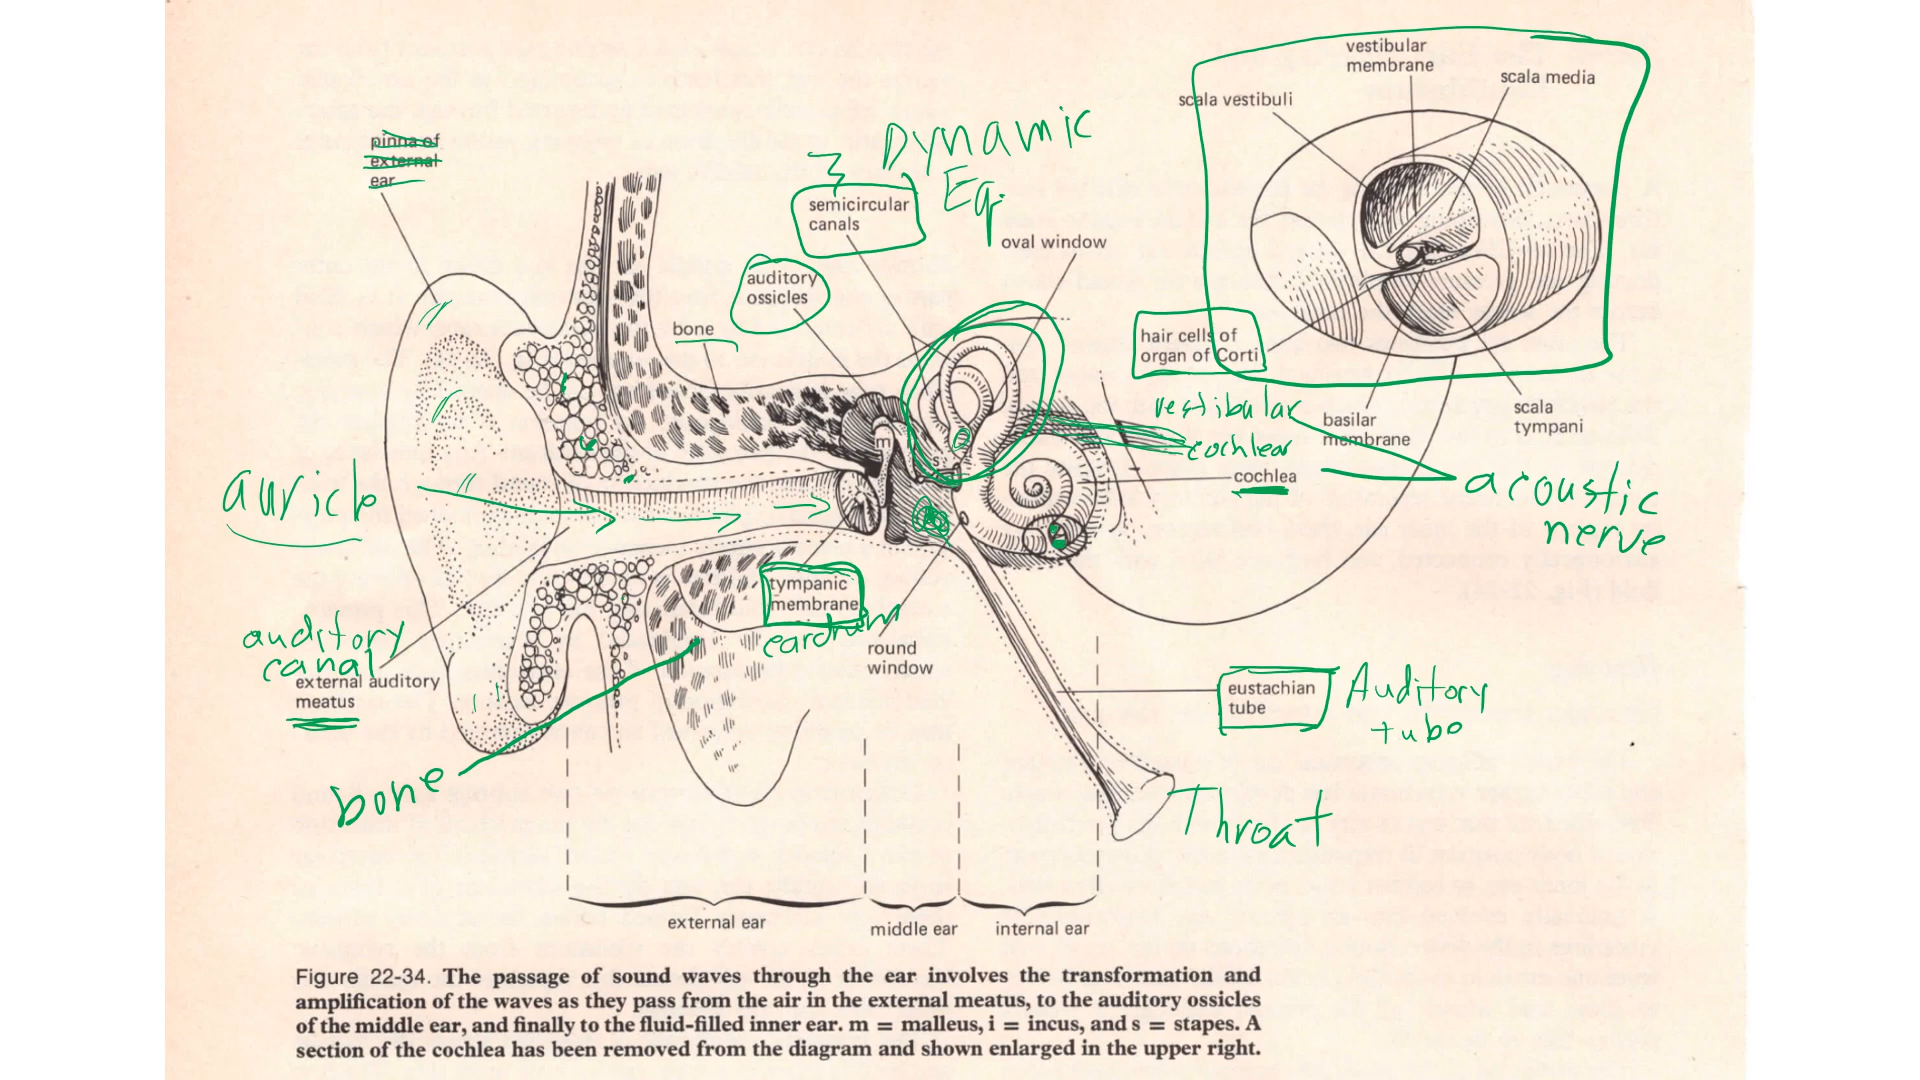 vestibular
membrane
scala media
scala vestibuli
Dynamic
Eq.
3
pinna of
external
ear
semicircular
canals
oval window
auditory
ossicles
bone
hair cells of
organ of Corti
vestibular
cochlear
basilar
membrane
scala
tympani
m
s
cochlea
auricle
acoustic
nerve
tympanic
membrane
eardrum
auditory
canal
round
window
external auditory
meatus
eustachian
tube
Auditory
tube
bone
Throat
external ear
middle ear
internal ear
Figure 22-34. The passage of sound waves through the ear involves the transformation and
amplification of the waves as they pass from the air in the external meatus, to the auditory ossicles
of the middle ear, and finally to the fluid-filled inner ear. m = malleus, i = incus, and s = stapes. A
section of the cochlea has been removed from the diagram and shown enlarged in the upper right.